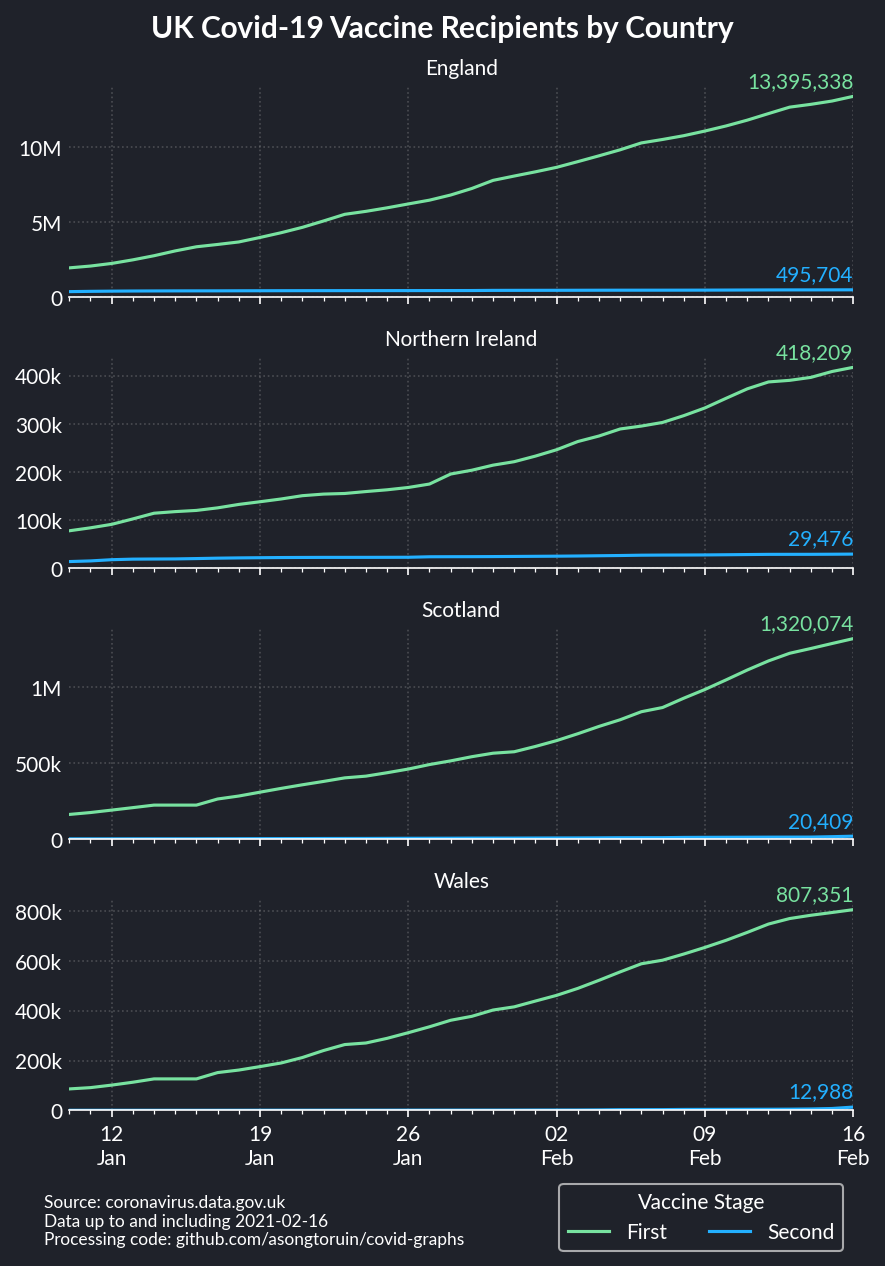 UK Covid-19 Vaccine Recipients by Country
England
13,395,338
10M
5M
495,704
0
Northern Ireland
418,209
400k
300k
200k
100k
29,476
0
Scotland
1,320,074
1M
500k
20,409
0
Wales
807,351
800k
600k
400k
200k
12,988
0
12 19 26 02 09 16
Jan Jan Jan Feb Feb Feb
Source: coronavirus.data.gov.uk
Data up to and including 2021-02-16
Processing code: github.com/asongtoruin/covid-graphs
Vaccine Stage
First Second